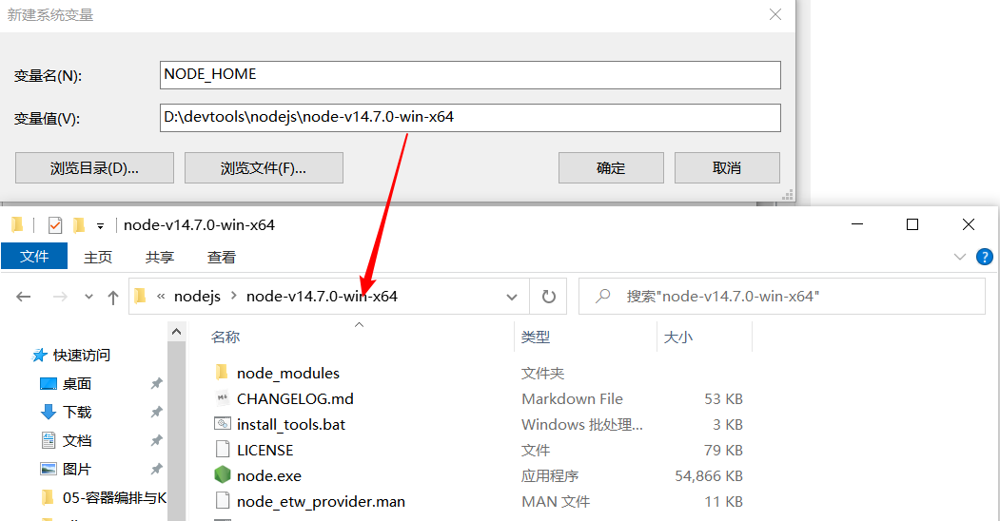 新建系统变量
变量名(N):
NODE_HOME
变量值(V):
D:\devtools\nodejs\node-v14.7.0-win-x64
浏览目录(D)...
浏览文件(F)...
确定
取消
node-v14.7.0-win-x64
文件
主页
共享
查看
« nodejs > node-v14.7.0-win-x64
搜索"node-v14.7.0-win-x64"
名称
类型
大小
快速访问
桌面
下载
文档
图片
05-容器编排与K
node_modules 文件夹
CHANGELOG.md Markdown File 53 KB
install_tools.bat Windows 批处理... 3 KB
LICENSE 文件 79 KB
node.exe 应用程序 54,866 KB
node_etw_provider.man MAN 文件 11 KB